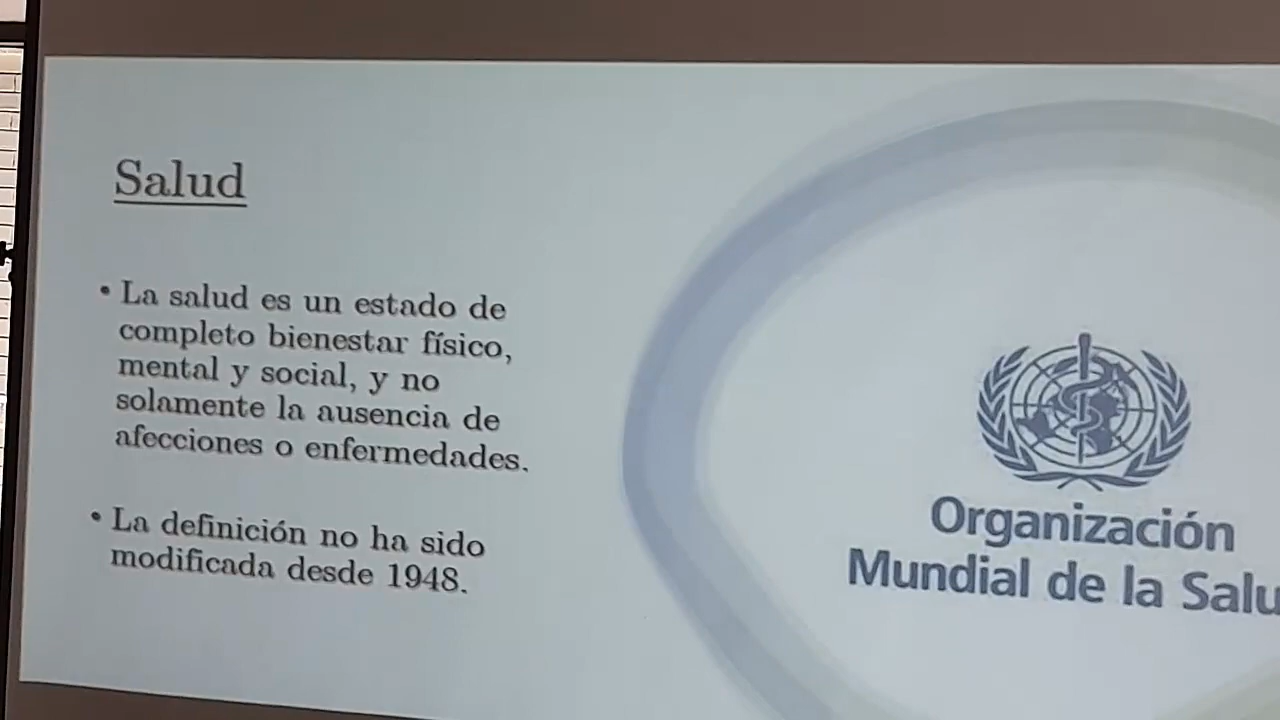 Salud
• La salud es un estado de
completo bienestar físico,
mental y social, y no
solamente la ausencia de
afecciones o enfermedades.
• La definición no ha sido
modificada desde 1948.
Organización
Mundial de la Salu